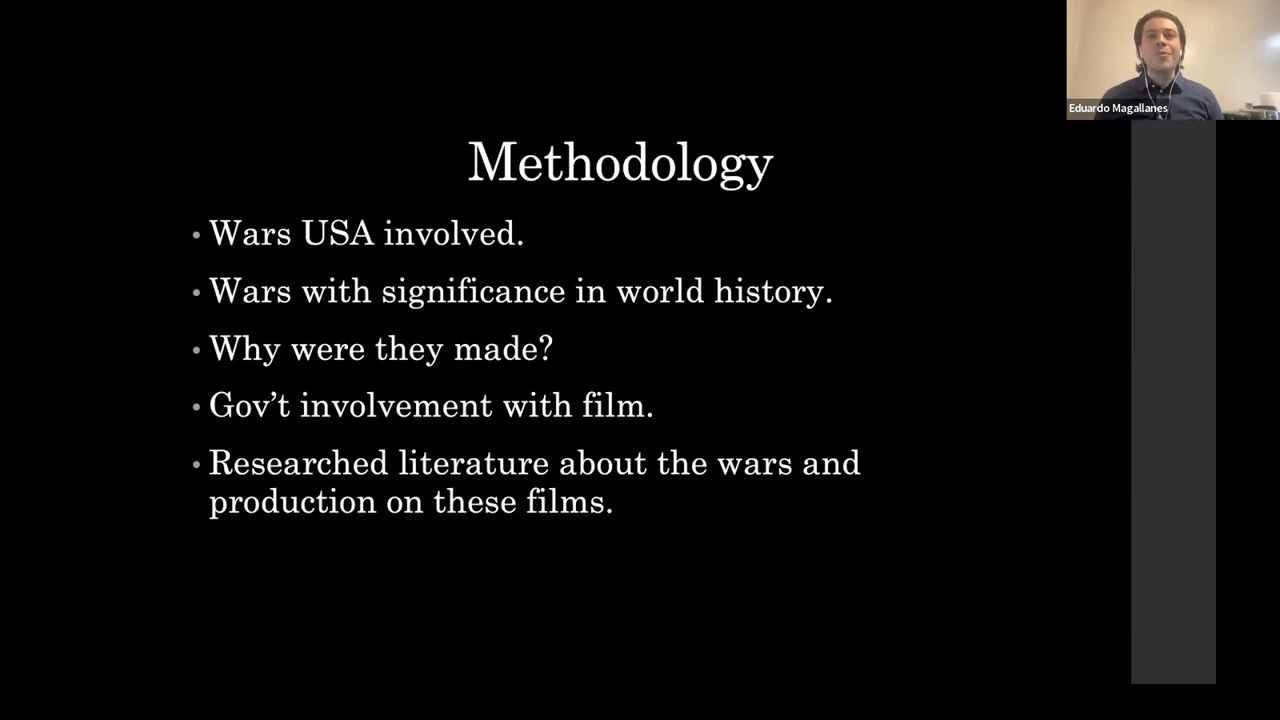 Eduardo Magallanes
Methodology
• Wars USA involved.
• Wars with significance in world history.
• Why were they made?
• Gov’t involvement with film.
• Researched literature about the wars and
production on these films.